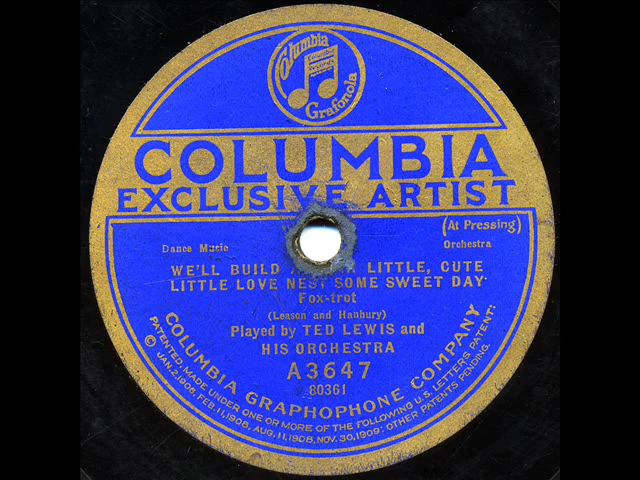 Columbia
Columbia
Records
Grafonola
COLUMBIA
EXCLUSIVE ARTIST
(At Pressing)
Dance Music
Orchestra
WE'LL BUILD LITTLE, CUTE
LITTLE LOVE NEST SOME SWEET DAY
Fox-trot
(Leason and Hanbury)
Played by TED LEWIS and
HIS ORCHESTRA
A3647
80361
COLUMBIA GRAPHOPHONE COMPANY
PATENTED, MADE UNDER ONE OR MORE OF THE FOLLOWING U.S. LETTERS PATENT:
© JAN.2,1906, FEB.11,1908, AUG.11,1908, NOV.30,1909; OTHER PATENTS PENDING.